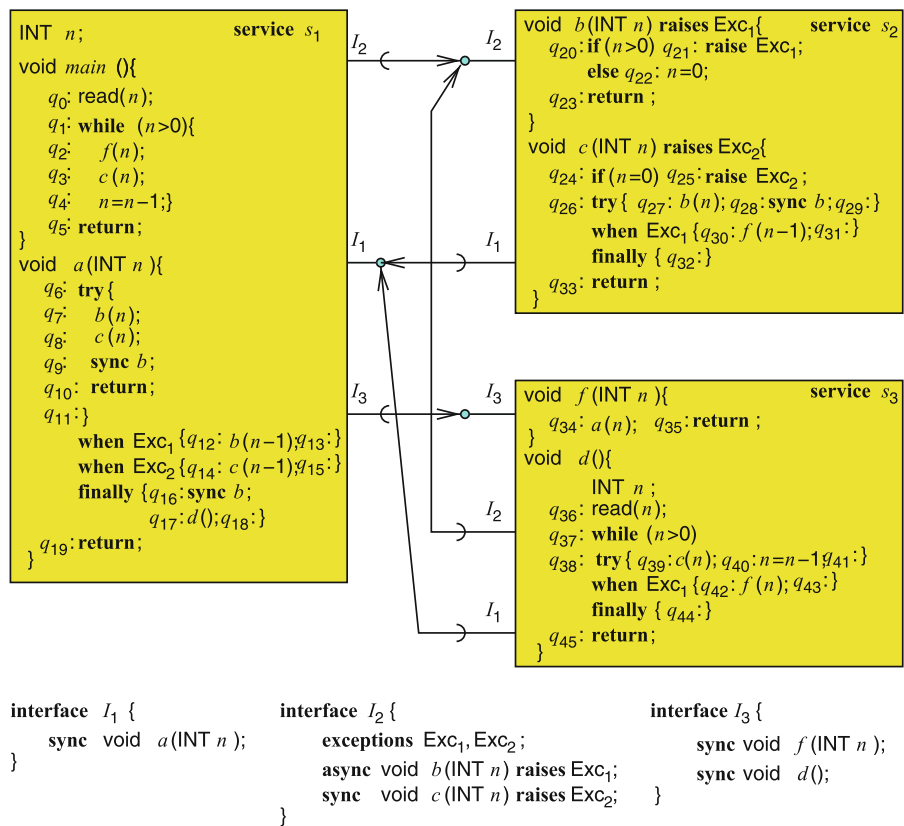 INT n; service s1
void main (){
q0: read(n);
q1: while (n>0){
q2: f(n);
q3: c(n);
q4: n=n-1;}
q5: return;
}
void a(INT n){
q6: try{
q7: b(n);
q8: c(n);
q9: sync b;
q10: return;
q11:}
when Exc1 {q12: b(n-1);q13:}
when Exc2 {q14: c(n-1);q15:}
finally {q16:sync b;
q17:d();q18:}
q19:return;
}
I2
I1
I3
I2
I1
I3
I2
I1
void b(INT n) raises Exc1{ service s2
q20: if(n>0) q21: raise Exc1;
else q22: n=0;
q23: return ;
}
void c(INT n) raises Exc2{
q24: if(n=0) q25: raise Exc2;
q26: try{ q27: b(n); q28: sync b; q29:}
when Exc1 {q30: f(n-1);q31:}
finally { q32:}
q33: return ;
}
void f(INT n){ service s3
q34: a(n); q35: return ;
}
void d(){
INT n;
q36: read(n);
q37: while (n>0)
q38: try{ q39:c(n); q40:n=n-1;q41:}
when Exc1 {q42: f(n); q43:}
finally { q44:}
q45: return;
}
interface I1 {
sync void a(INT n);
}
interface I2 {
exceptions Exc1, Exc2;
async void b(INT n) raises Exc1;
sync void c(INT n) raises Exc2;
}
interface I3 {
sync void f(INT n);
sync void d();
}